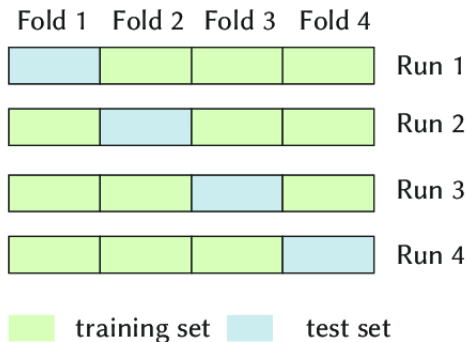 Fold 1 Fold 2 Fold 3 Fold 4
Run 1
Run 2
Run 3
Run 4
training set test set